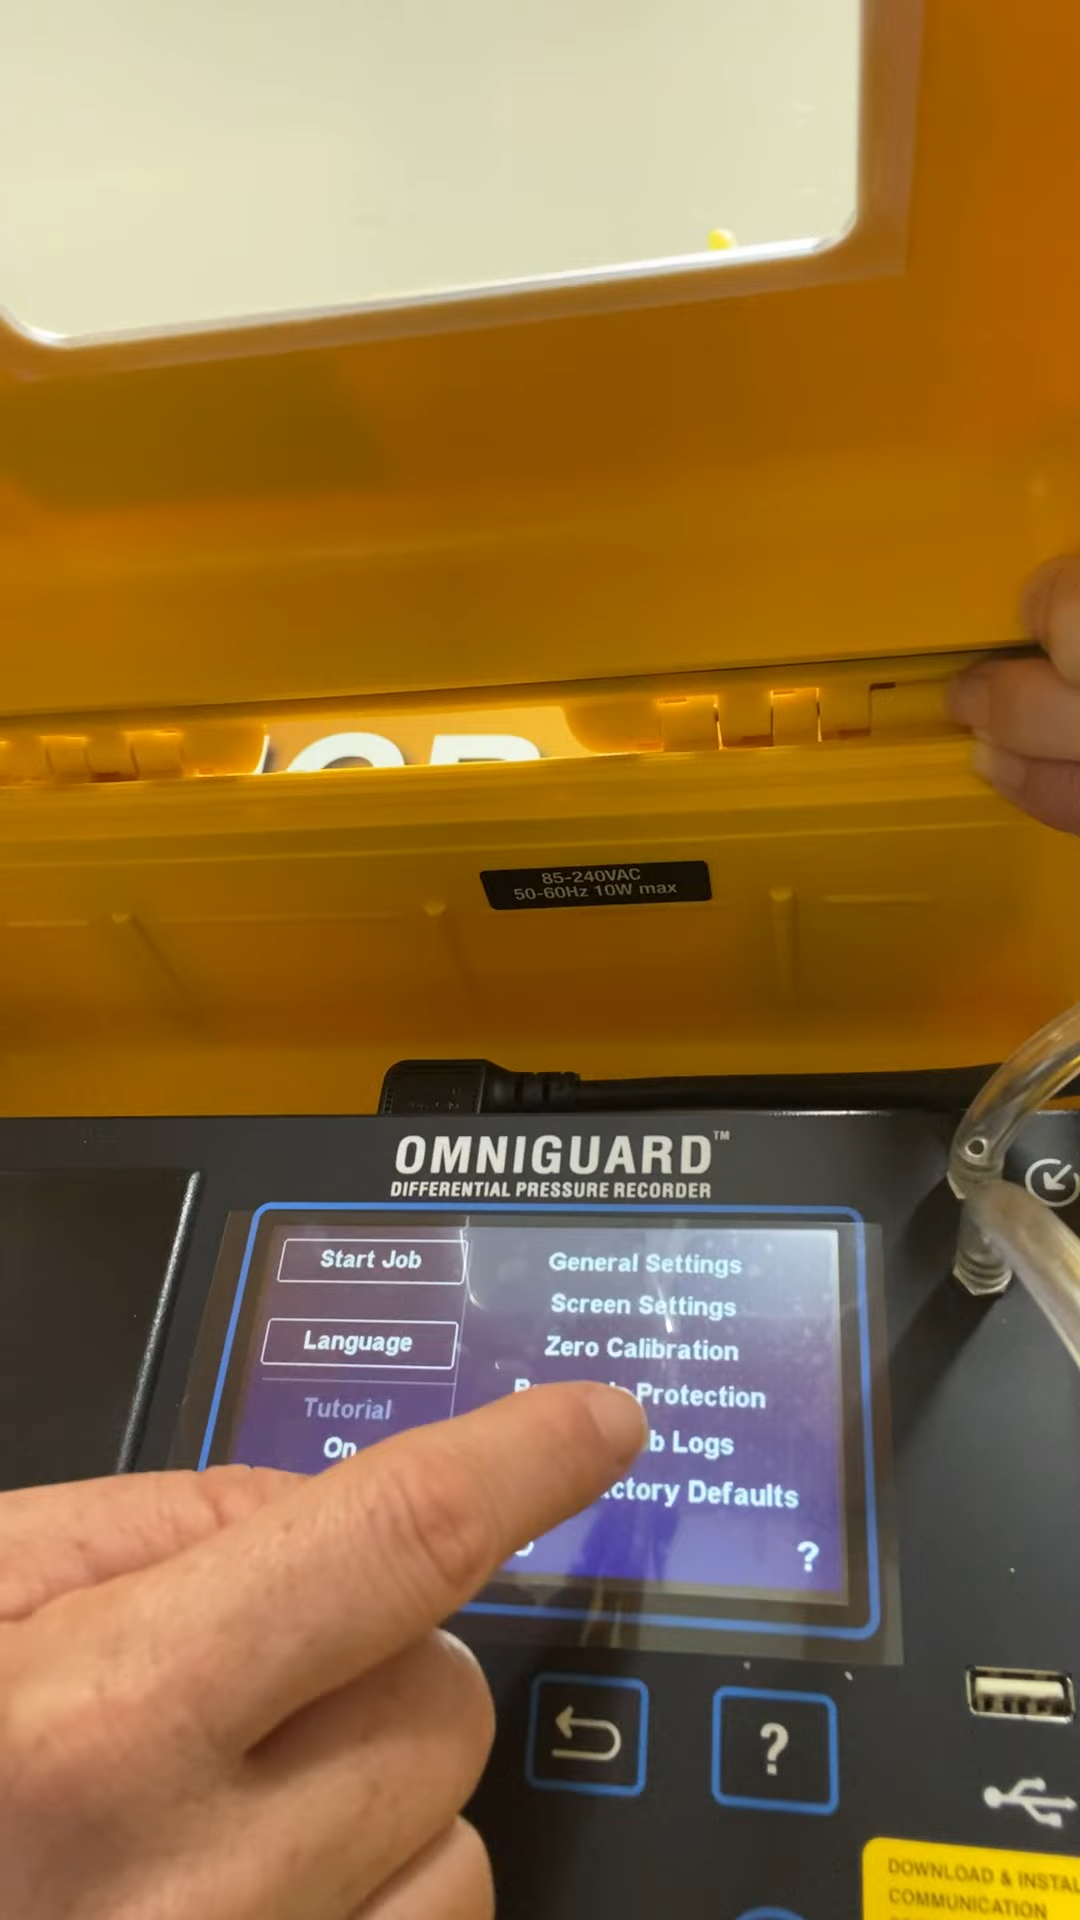 85-240VAC
50-60Hz 10W max
OMNIGUARD™
DIFFERENTIAL PRESSURE RECORDER
Start Job
General Settings
Screen Settings
Language
Zero Calibration
Protection
Tutorial
Logs
On
Defaults
?
?
DOWNLOAD & INSTAL
COMMUNICATION